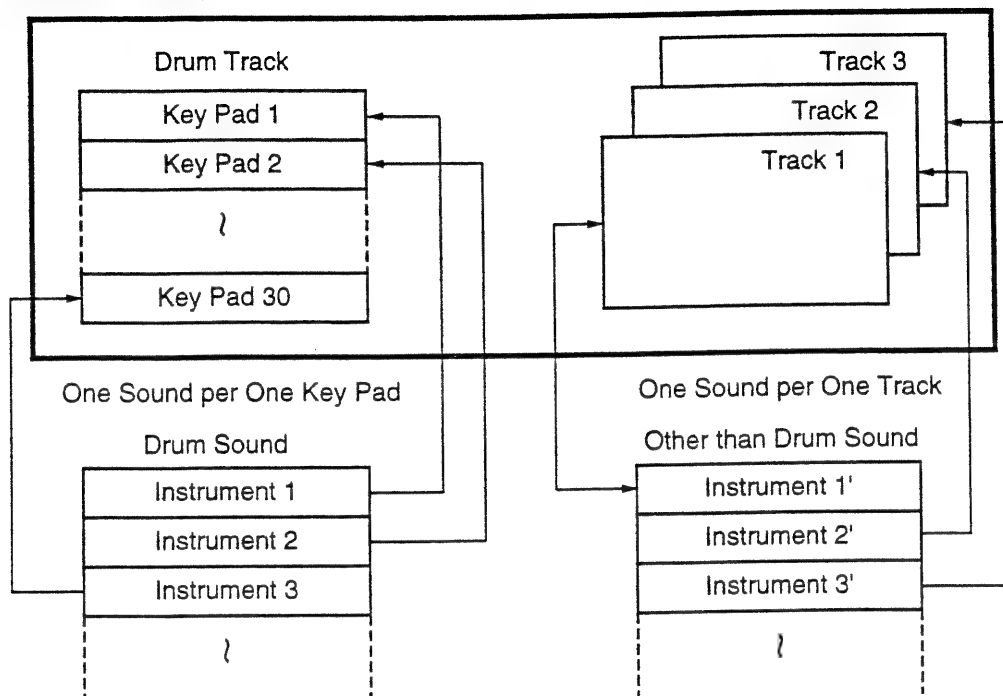 Drum Track
Key Pad 1
Key Pad 2
Key Pad 30
Track 3
Track 2
Track 1
One Sound per One Key Pad
One Sound per One Track
Drum Sound
Instrument 1
Instrument 2
Instrument 3
Other than Drum Sound
Instrument 1'
Instrument 2'
Instrument 3'